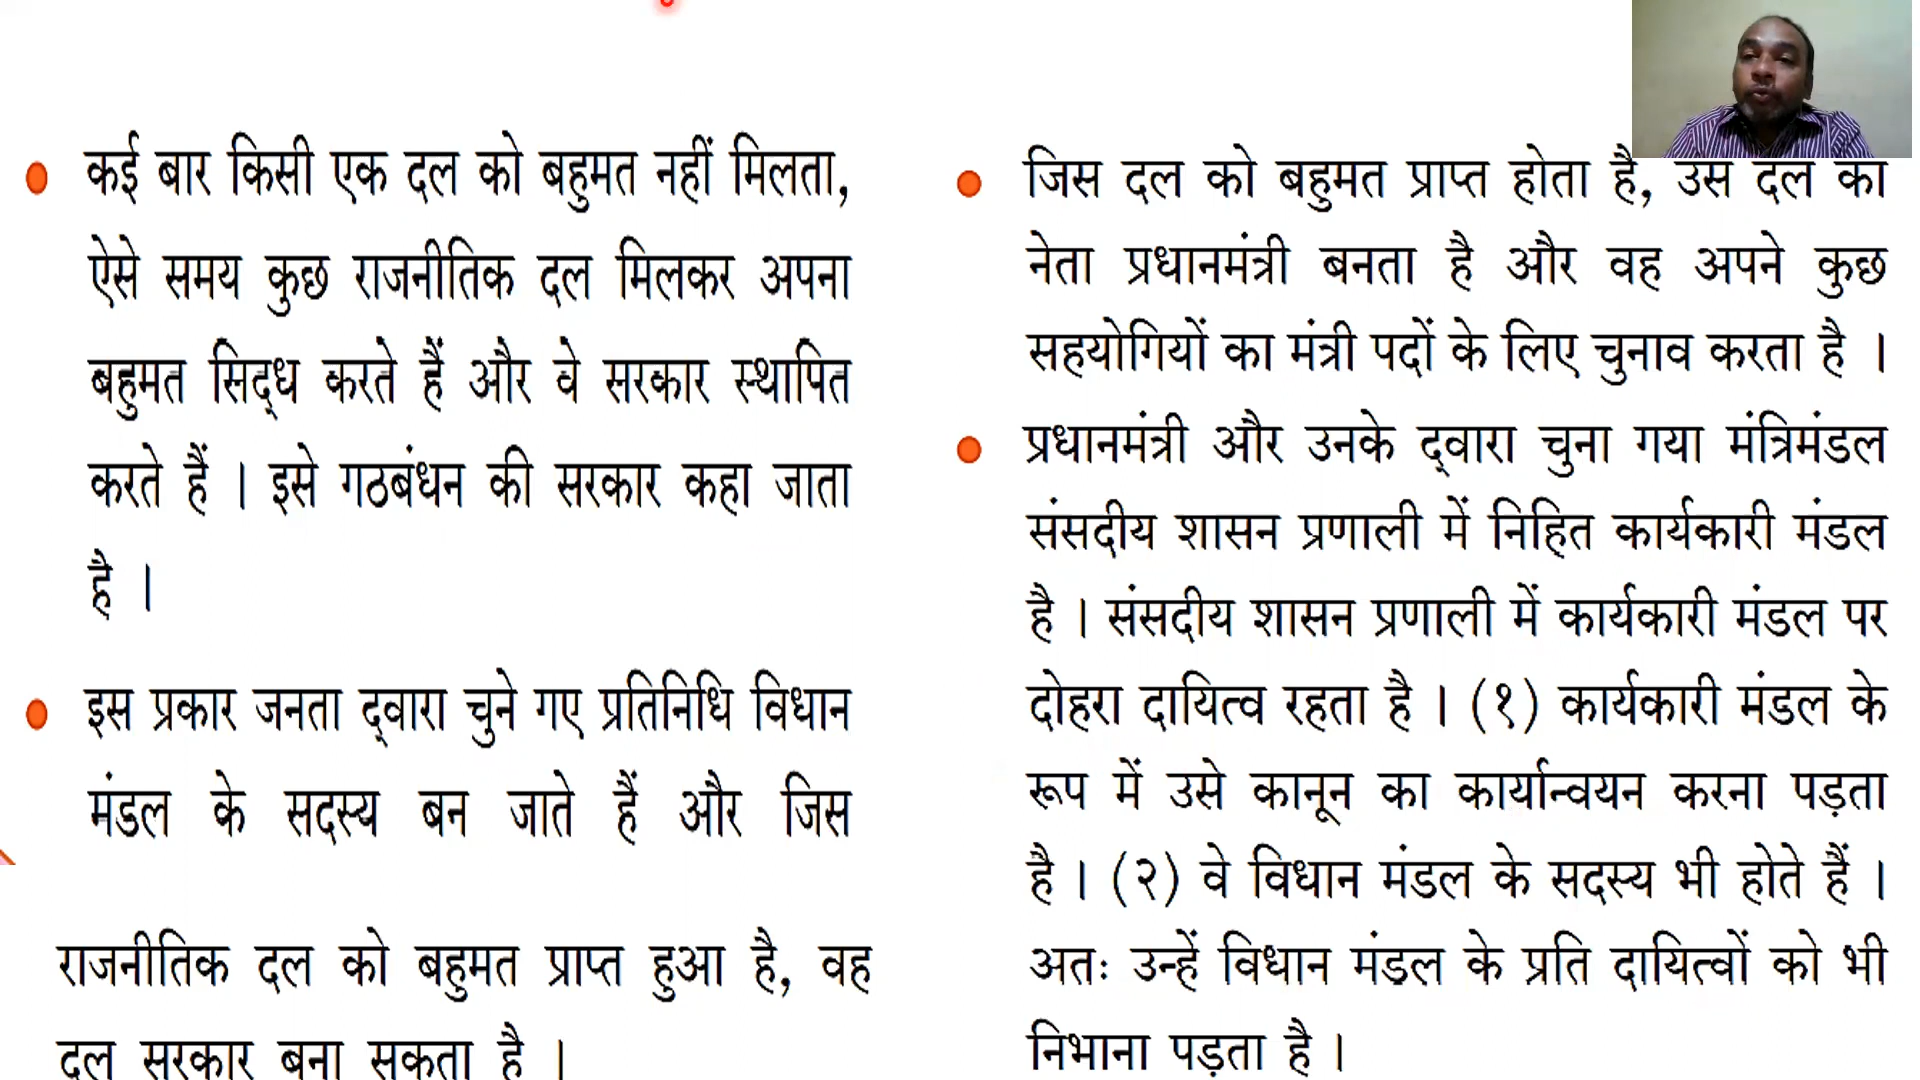 कई बार किसी एक दल को बहुमत नहीं मिलता,
ऐसे समय कुछ राजनीतिक दल मिलकर अपना
बहुमत सिद्ध करते हैं और वे सरकार स्थापित
करते हैं । इसे गठबंधन की सरकार कहा जाता
है ।
इस प्रकार जनता द्वारा चुने गए प्रतिनिधि विधान
मंडल के सदस्य बन जाते हैं और जिस
राजनीतिक दल को बहुमत प्राप्त हुआ है, वह
दल सरकार बना सकता है ।
जिस दल को बहुमत प्राप्त होता है, उस दल का
नेता प्रधानमंत्री बनता है और वह अपने कुछ
सहयोगियों का मंत्री पदों के लिए चुनाव करता है ।
प्रधानमंत्री और उनके द्वारा चुना गया मंत्रिमंडल
संसदीय शासन प्रणाली में निहित कार्यकारी मंडल
है । संसदीय शासन प्रणाली में कार्यकारी मंडल पर
दोहरा दायित्व रहता है । (१) कार्यकारी मंडल के
रूप में उसे कानून का कार्यान्वयन करना पड़ता
है । (२) वे विधान मंडल के सदस्य भी होते हैं ।
अतः उन्हें विधान मंडल के प्रति दायित्वों को भी
निभाना पड़ता है ।